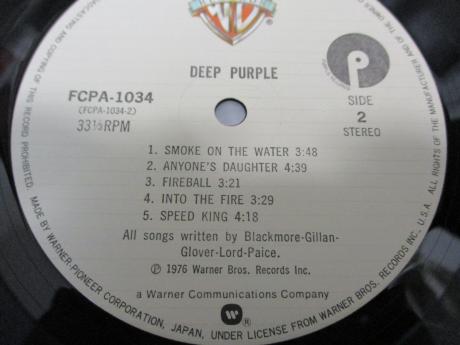 DEEP PURPLE
FCPA-1034
(FCPA-1034-2)
33⅓RPM
SIDE
2
STEREO
1. SMOKE ON THE WATER 3:48
2. ANYONE'S DAUGHTER 4:39
3. FIREBALL 3:21
4. INTO THE FIRE 3:29
5. SPEED KING 4:18
All songs written by Blackmore-Gillan-
Glover-Lord-Paice.
℗ 1976 Warner Bros. Records Inc.
a Warner Communications Company
®
BROADCASTING AND COPYING OF THIS RECORD PROHIBITED. MADE BY WARNER-PIONEER CORPORATION, JAPAN, UNDER LICENSE FROM WARNER BROS. RECORDS INC. U.S.A. ALL RIGHTS OF THE MANUFACTURER AND OF THE OWNER OF